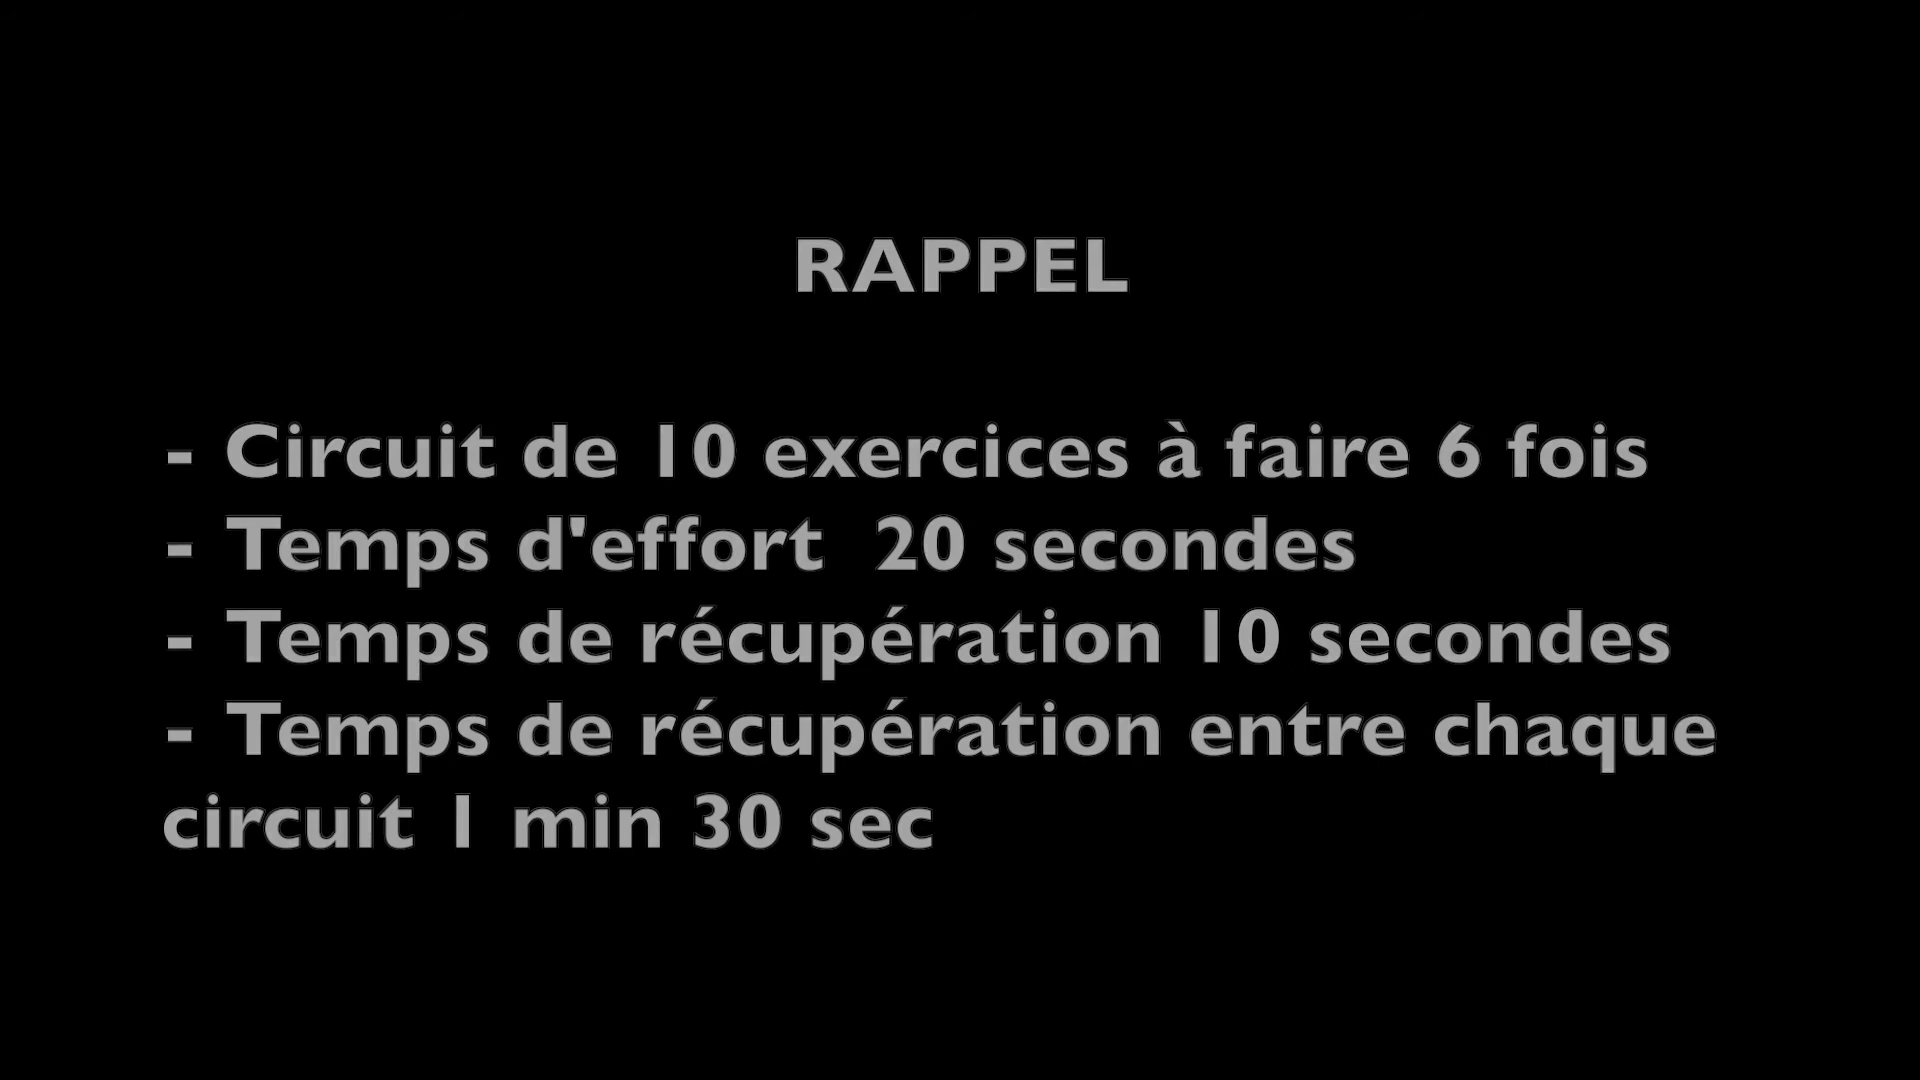 RAPPEL
- Circuit de 10 exercices à faire 6 fois
- Temps d'effort  20 secondes
- Temps de récupération 10 secondes
- Temps de récupération entre chaque
circuit 1 min 30 sec